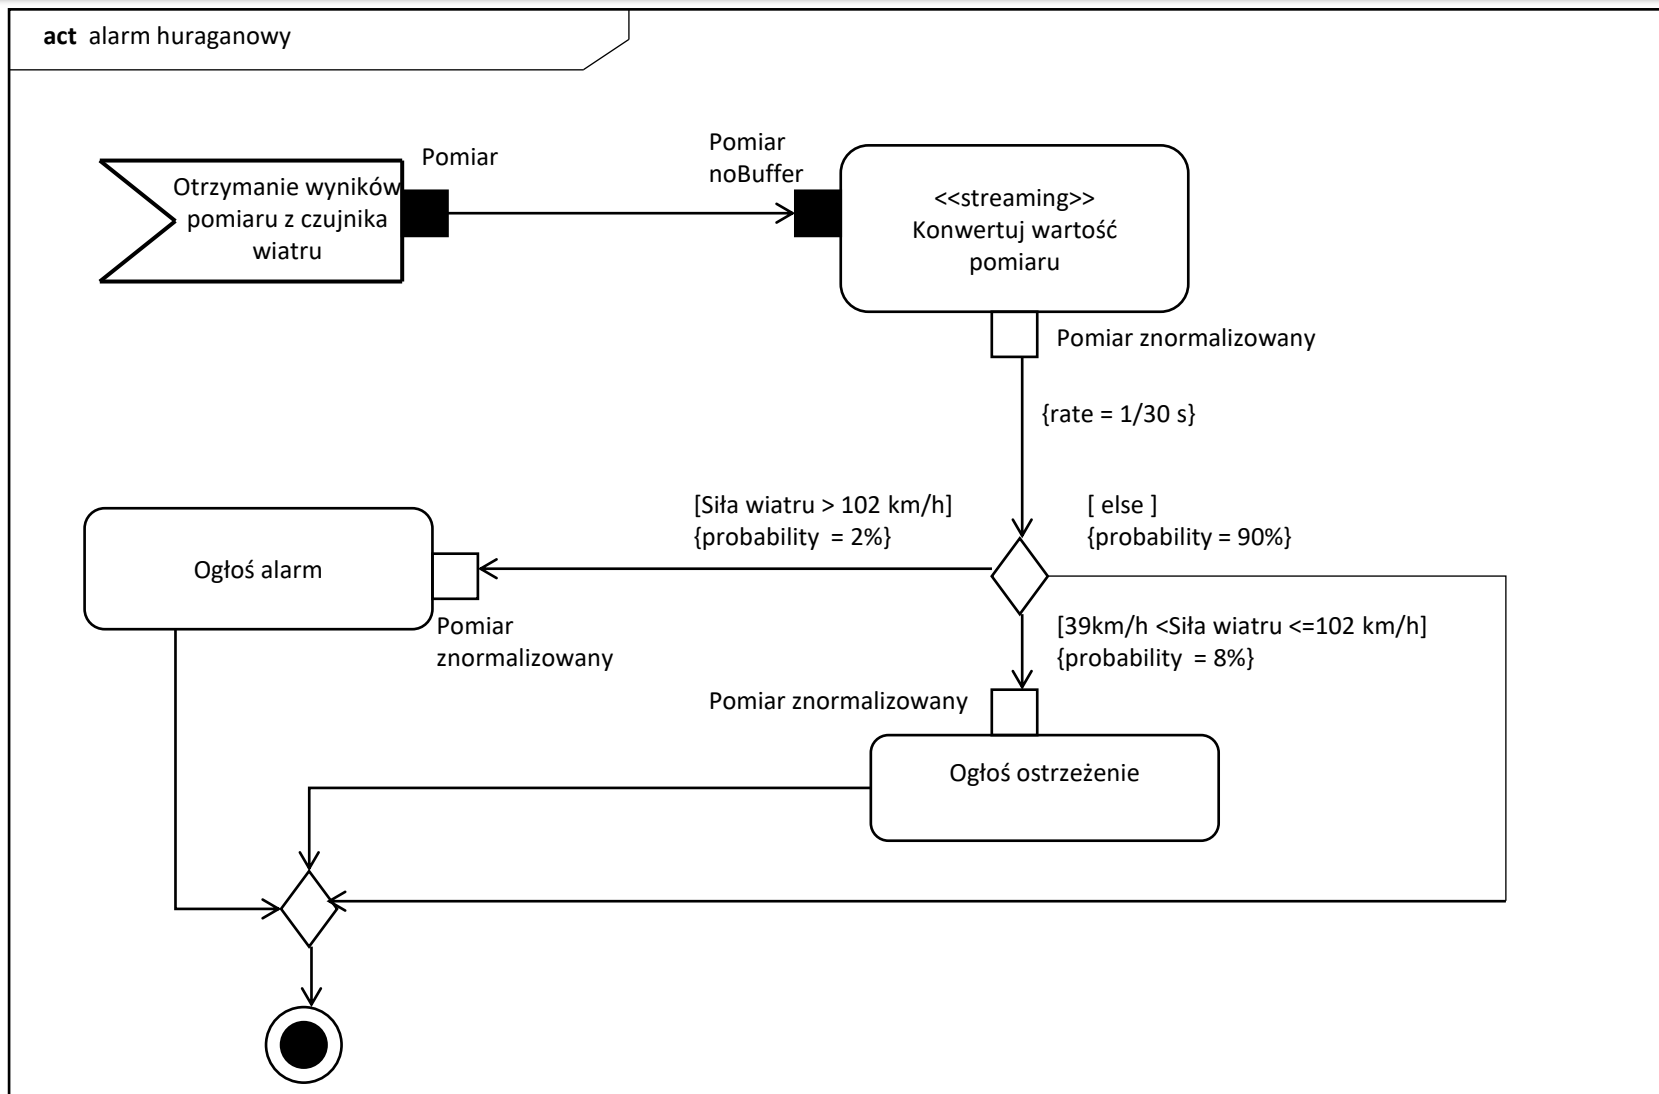 act alarm huraganowy
Pomiar
Pomiar
noBuffer
Otrzymanie wyników
pomiaru z czujnika
wiatru
<<streaming>>
Konwertuj wartość
pomiaru
Pomiar znormalizowany
{rate = 1/30 s}
[Siła wiatru > 102 km/h]
{probability  = 2%}
[ else ]
{probability = 90%}
Ogłoś alarm
Pomiar
znormalizowany
[39km/h <Siła wiatru <=102 km/h]
{probability  = 8%}
Pomiar znormalizowany
Ogłoś ostrzeżenie